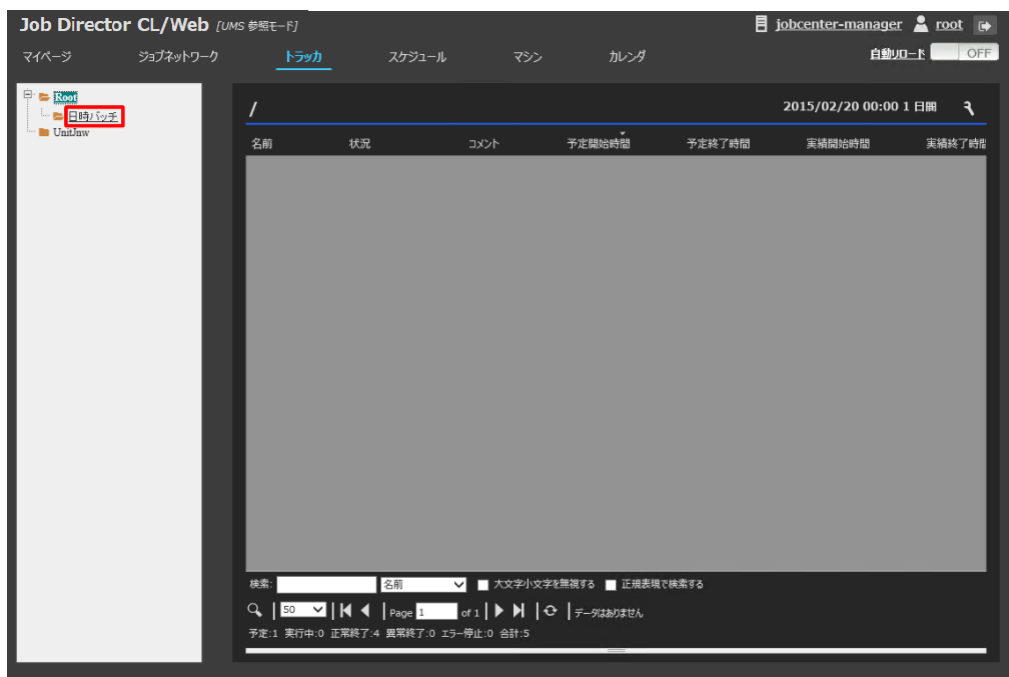 Job Director CL/Web [UMS 参照モード]
jobcenter-manager root
マイページ ジョブネットワーク トラッカ スケジュール マシン カレンダ
自動リロード OFF
Root
日時バッチ
UnitJnw
/ 2015/02/20 00:00 1 日間
名前 状況 コメント 予定開始時間 予定終了時間 実績開始時間 実績終了時間
検索: 名前 大文字小文字を無視する 正規表現で検索する
50 Page 1 of 1 データはありません
予定:1 実行中:0 正常終了:4 異常終了:0 エラー停止:0 合計:5